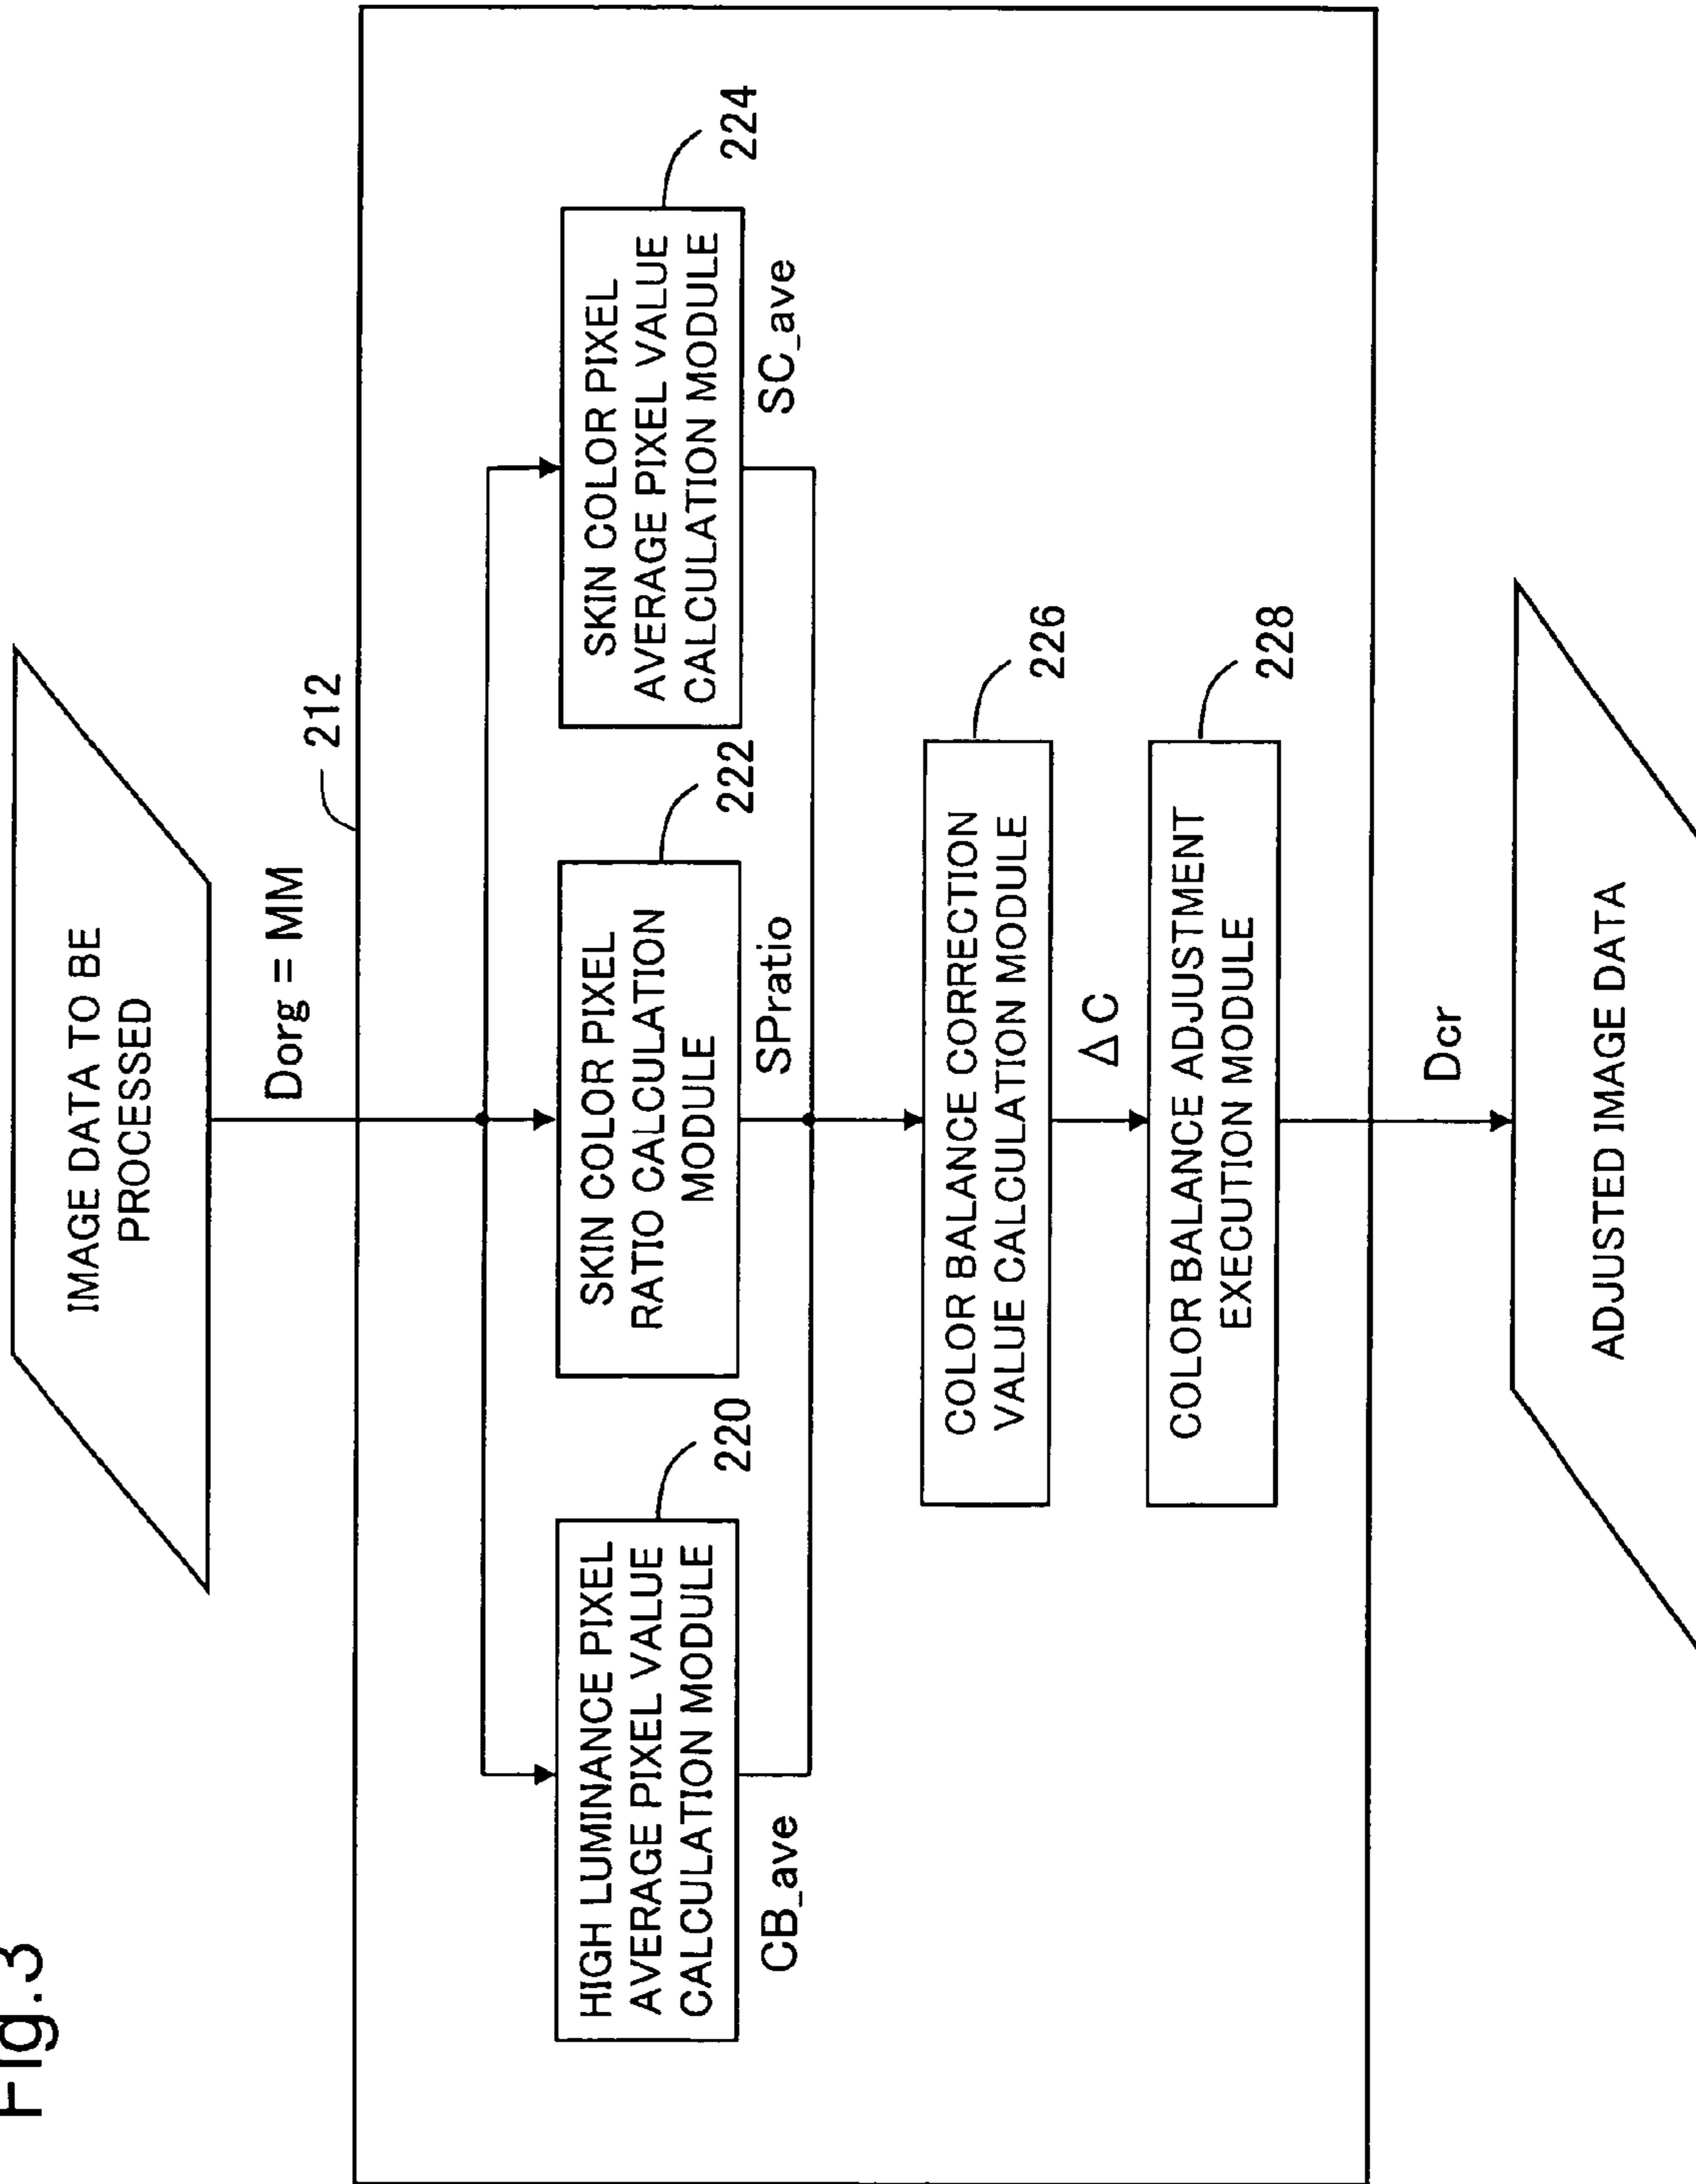 Fig.3
IMAGE DATA TO BE
PROCESSED
Dorg = MM
212
HIGH LUMINANCE PIXEL
AVERAGE PIXEL VALUE
CALCULATION MODULE
220
CB_ave
SKIN COLOR PIXEL
RATIO CALCULATION
MODULE
222
SPratio
SKIN COLOR PIXEL
AVERAGE PIXEL VALUE
CALCULATION MODULE
224
SC_ave
COLOR BALANCE CORRECTION
VALUE CALCULATION MODULE
226
ΔC
COLOR BALANCE ADJUSTMENT
EXECUTION MODULE
228
Dcr
ADJUSTED IMAGE DATA